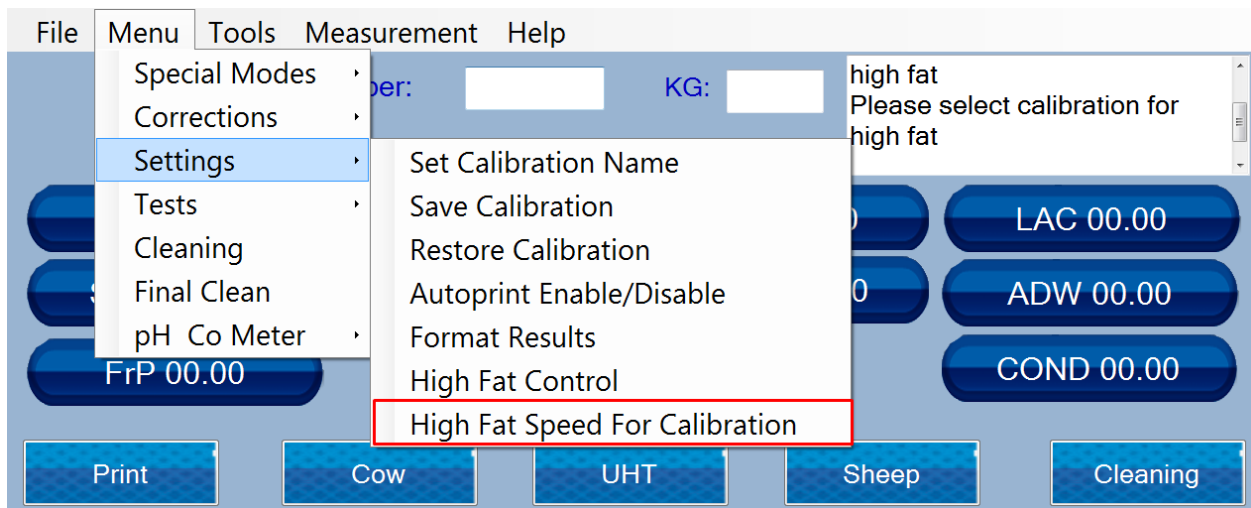 File Menu Tools Measurement Help
Special Modes
Corrections
Settings
Tests
Cleaning
Final Clean
pH Co Meter
KG:
high fat
Please select calibration for
high fat
Set Calibration Name
Save Calibration
Restore Calibration
Autoprint Enable/Disable
Format Results
High Fat Control
High Fat Speed For Calibration
LAC 00.00
ADW 00.00
FrP 00.00
COND 00.00
Print Cow UHT Sheep Cleaning